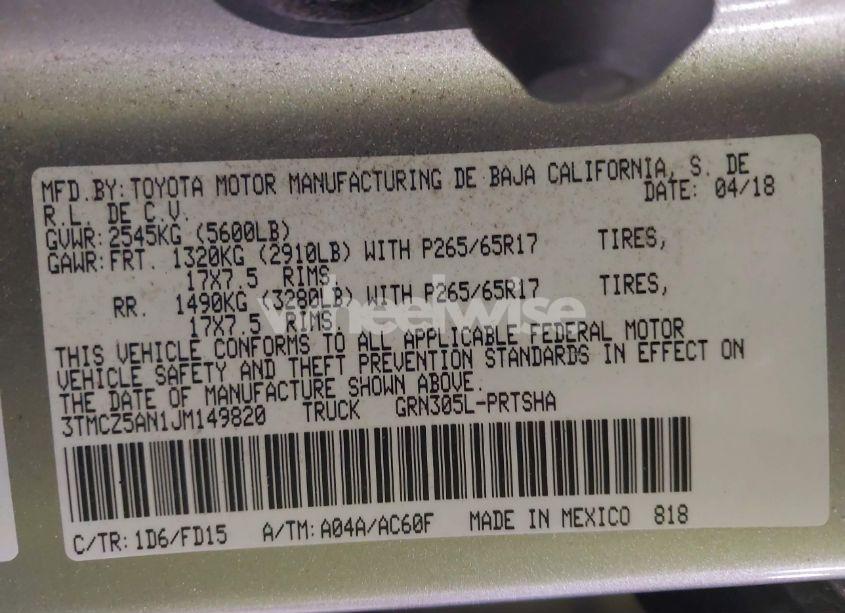 MFD.BY:TOYOTA MOTOR MANUFACTURING DE BAJA CALIFORNIA, S. DE
R.L. DE C.V. DATE: 04/18
GVWR:2545KG (5600LB)
GAWR:FRT. 1320KG (2910LB) WITH P265/65R17 TIRES,
17X7.5 RIMS
RR. 1490KG (3280LB) WITH P265/65R17 TIRES,
17X7.5 RIMS.
THIS VEHICLE CONFORMS TO ALL APPLICABLE FEDERAL MOTOR
VEHICLE SAFETY AND THEFT PREVENTION STANDARDS IN EFFECT ON
THE DATE OF MANUFACTURE SHOWN ABOVE.
3TMCZ5AN1JM149820 TRUCK GRN305L-PRTSHA
C/TR:1D6/FD15 A/TM:A04A/AC60F MADE IN MEXICO 818
wheelwise